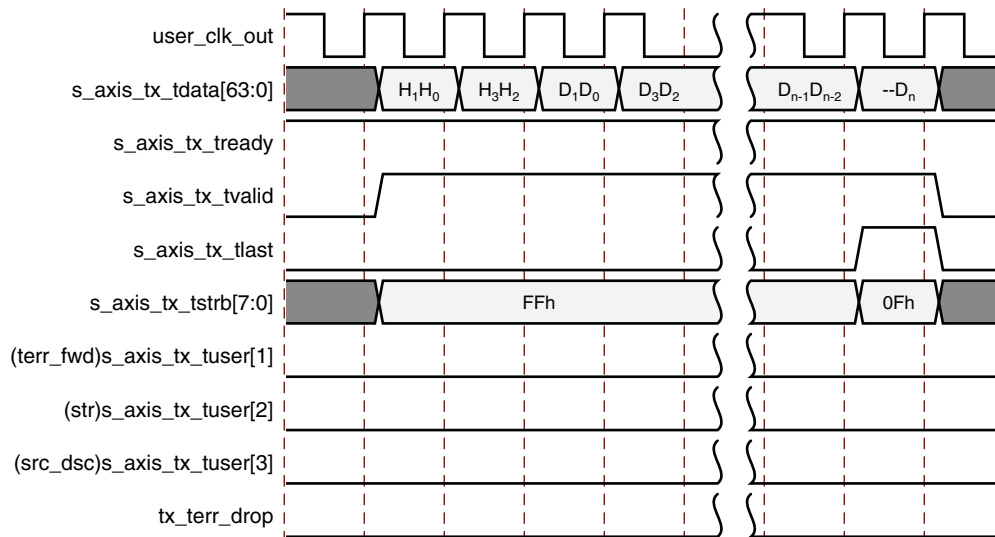 user_clk_out
s_axis_tx_tdata[63:0] H₁H₀ H₃H₂ D₁D₀ D₃D₂ Dₙ₋₁Dₙ₋₂ --Dₙ
s_axis_tx_tready
s_axis_tx_tvalid
s_axis_tx_tlast
s_axis_tx_tstrb[7:0] FFh 0Fh
(terr_fwd)s_axis_tx_tuser[1]
(str)s_axis_tx_tuser[2]
(src_dsc)s_axis_tx_tuser[3]
tx_terr_drop